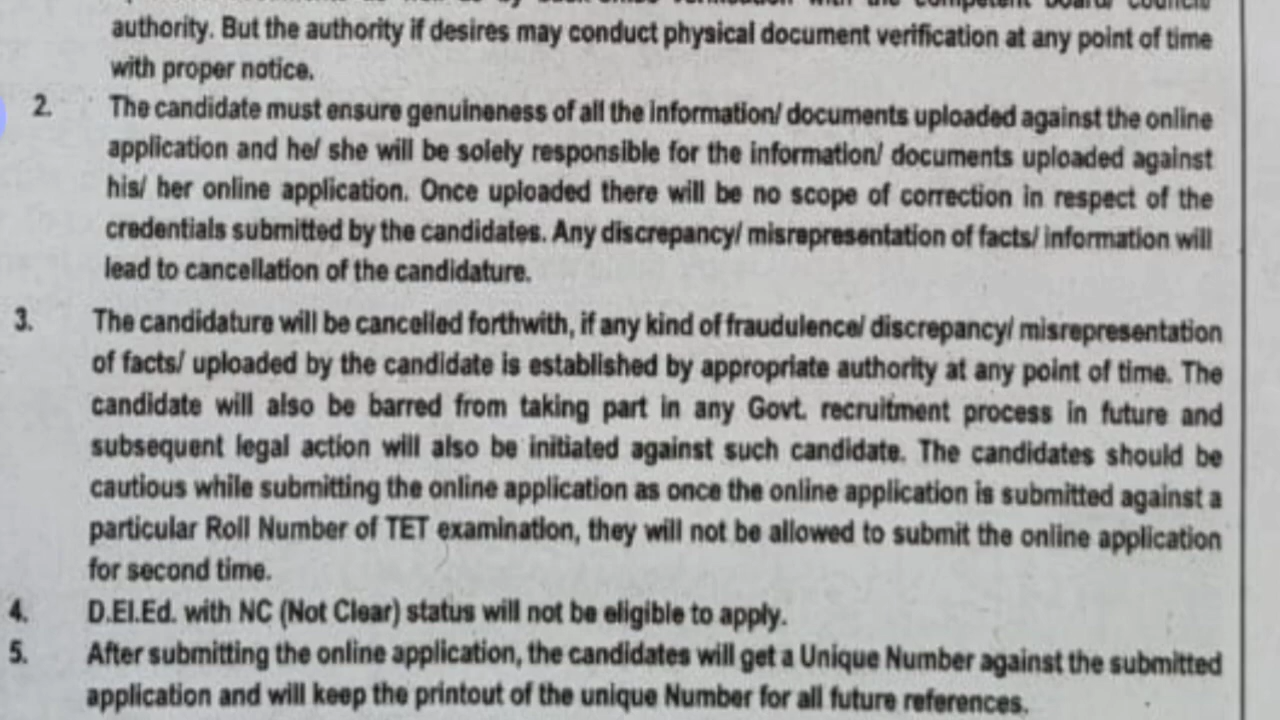 with the competent
authority. But the authority if desires may conduct physical document verification at any point of time
with proper notice.
2. The candidate must ensure genuineness of all the information/ documents uploaded against the online
application and he/ she will be solely responsible for the information/ documents uploaded against
his/ her online application. Once uploaded there will be no scope of correction in respect of the
credentials submitted by the candidates. Any discrepancy/ misrepresentation of facts/ information will
lead to cancellation of the candidature.
3. The candidature will be cancelled forthwith, if any kind of fraudulence/ discrepancy/ misrepresentation
of facts/ uploaded by the candidate is established by appropriate authority at any point of time. The
candidate will also be barred from taking part in any Govt. recruitment process in future and
subsequent legal action will also be initiated against such candidate. The candidates should be
cautious while submitting the online application as once the online application is submitted against a
particular Roll Number of TET examination, they will not be allowed to submit the online application
for second time.
4. D.El.Ed. with NC (Not Clear) status will not be eligible to apply.
5. After submitting the online application, the candidates will get a Unique Number against the submitted
application and will keep the printout of the unique Number for all future references.